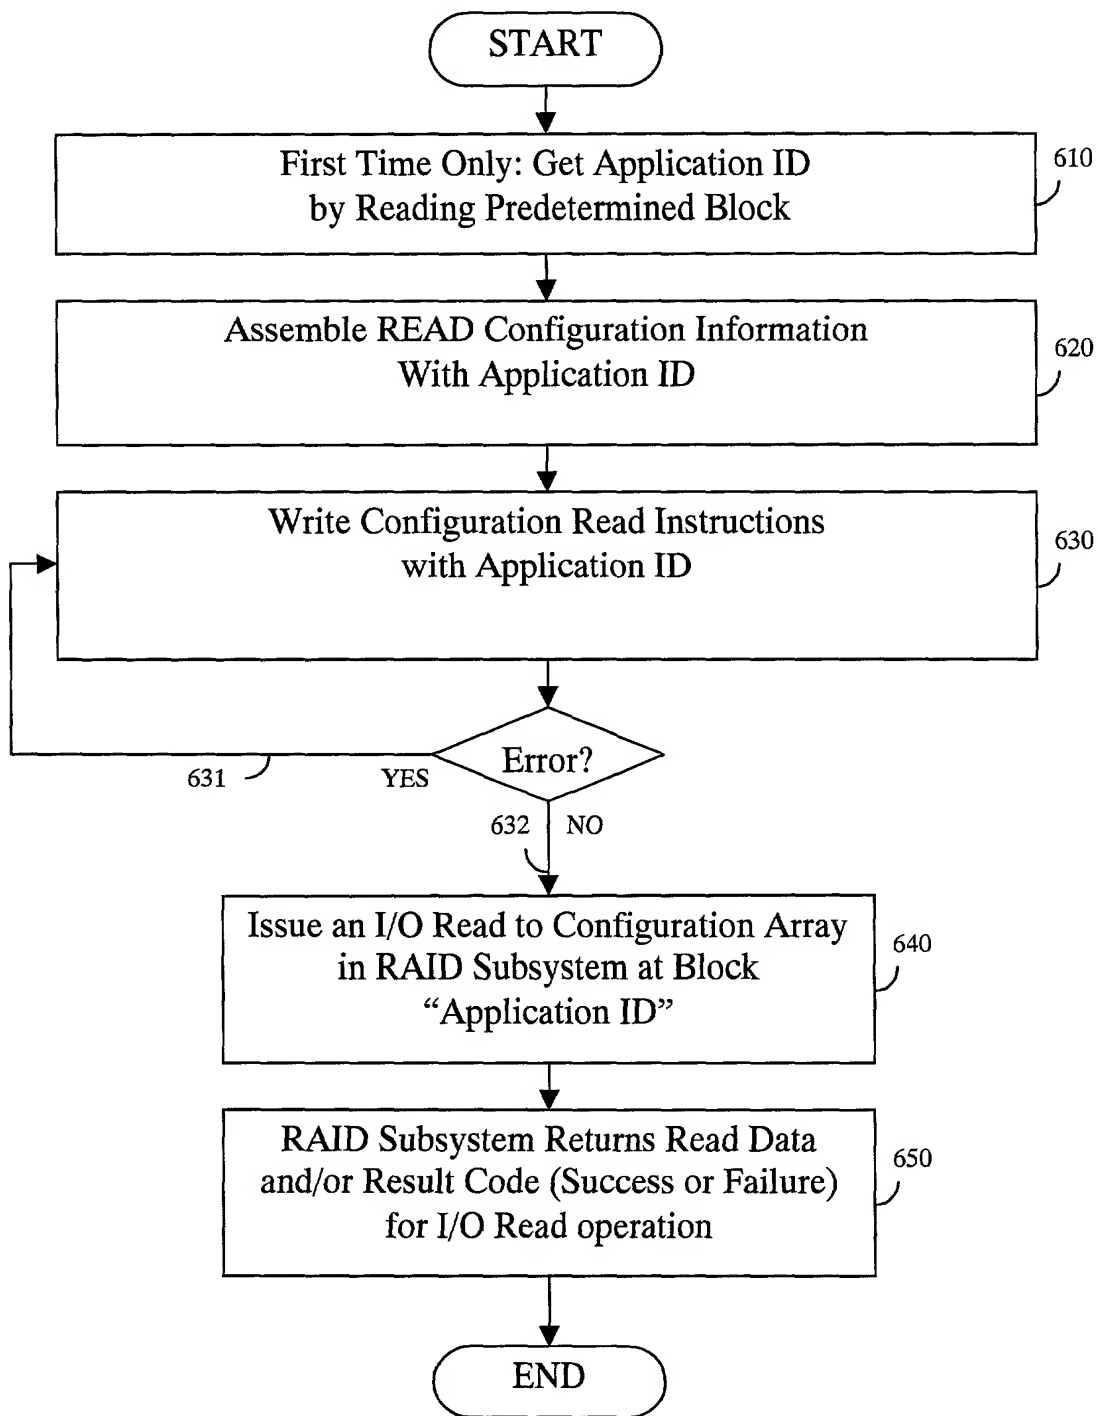 START
First Time Only: Get Application ID
by Reading Predetermined Block
610
Assemble READ Configuration Information
With Application ID
620
Write Configuration Read Instructions
with Application ID
630
Error?
631
YES
632
NO
Issue an I/O Read to Configuration Array
in RAID Subsystem at Block
“Application ID”
640
RAID Subsystem Returns Read Data
and/or Result Code (Success or Failure)
for I/O Read operation
650
END